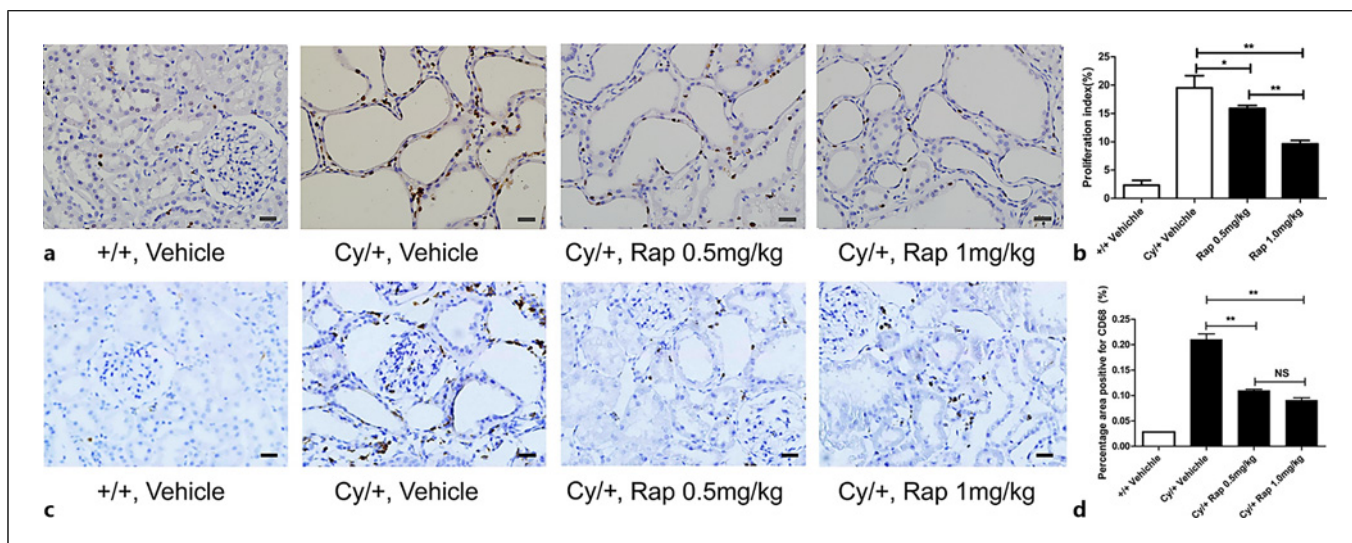 a
+/+, Vehicle
Cy/+, Vehicle
Cy/+, Rap 0.5mg/kg
Cy/+, Rap 1mg/kg
b
Proliferation index(%)
25
20
15
10
5
0
**
*
**
+/+ Vehichle
Cy/+ Vehichle
Rap 0.5mg/kg
Rap 1.0mg/kg
c
+/+, Vehicle
Cy/+, Vehicle
Cy/+, Rap 0.5mg/kg
Cy/+, Rap 1mg/kg
d
Percentage area positive for CD68 (%)
0.25
0.20
0.15
0.10
0.05
0.00
**
**
NS
+/+ Vehichle
Cy/+ Vehichle
Cy/+ Rap 0.5mg/kg
Cy/+ Rap 1.0mg/kg